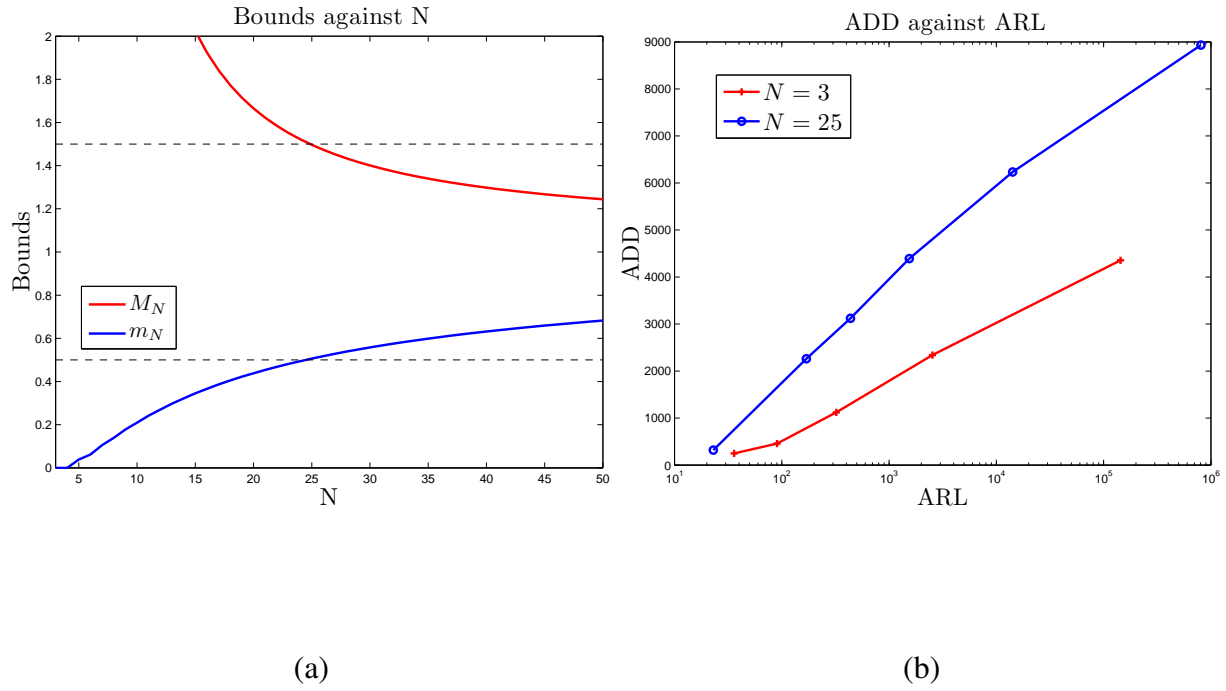 Bounds against N
2
1.8
1.6
1.4
1.2
1
0.8
0.6
0.4
0.2
0
5 10 15 20 25 30 35 40 45 50
N
Bounds
M_N
m_N
ADD against ARL
9000
8000
7000
6000
5000
4000
3000
2000
1000
0
10^1 10^2 10^3 10^4 10^5 10^6
ARL
ADD
N = 3
N = 25
(a)
(b)